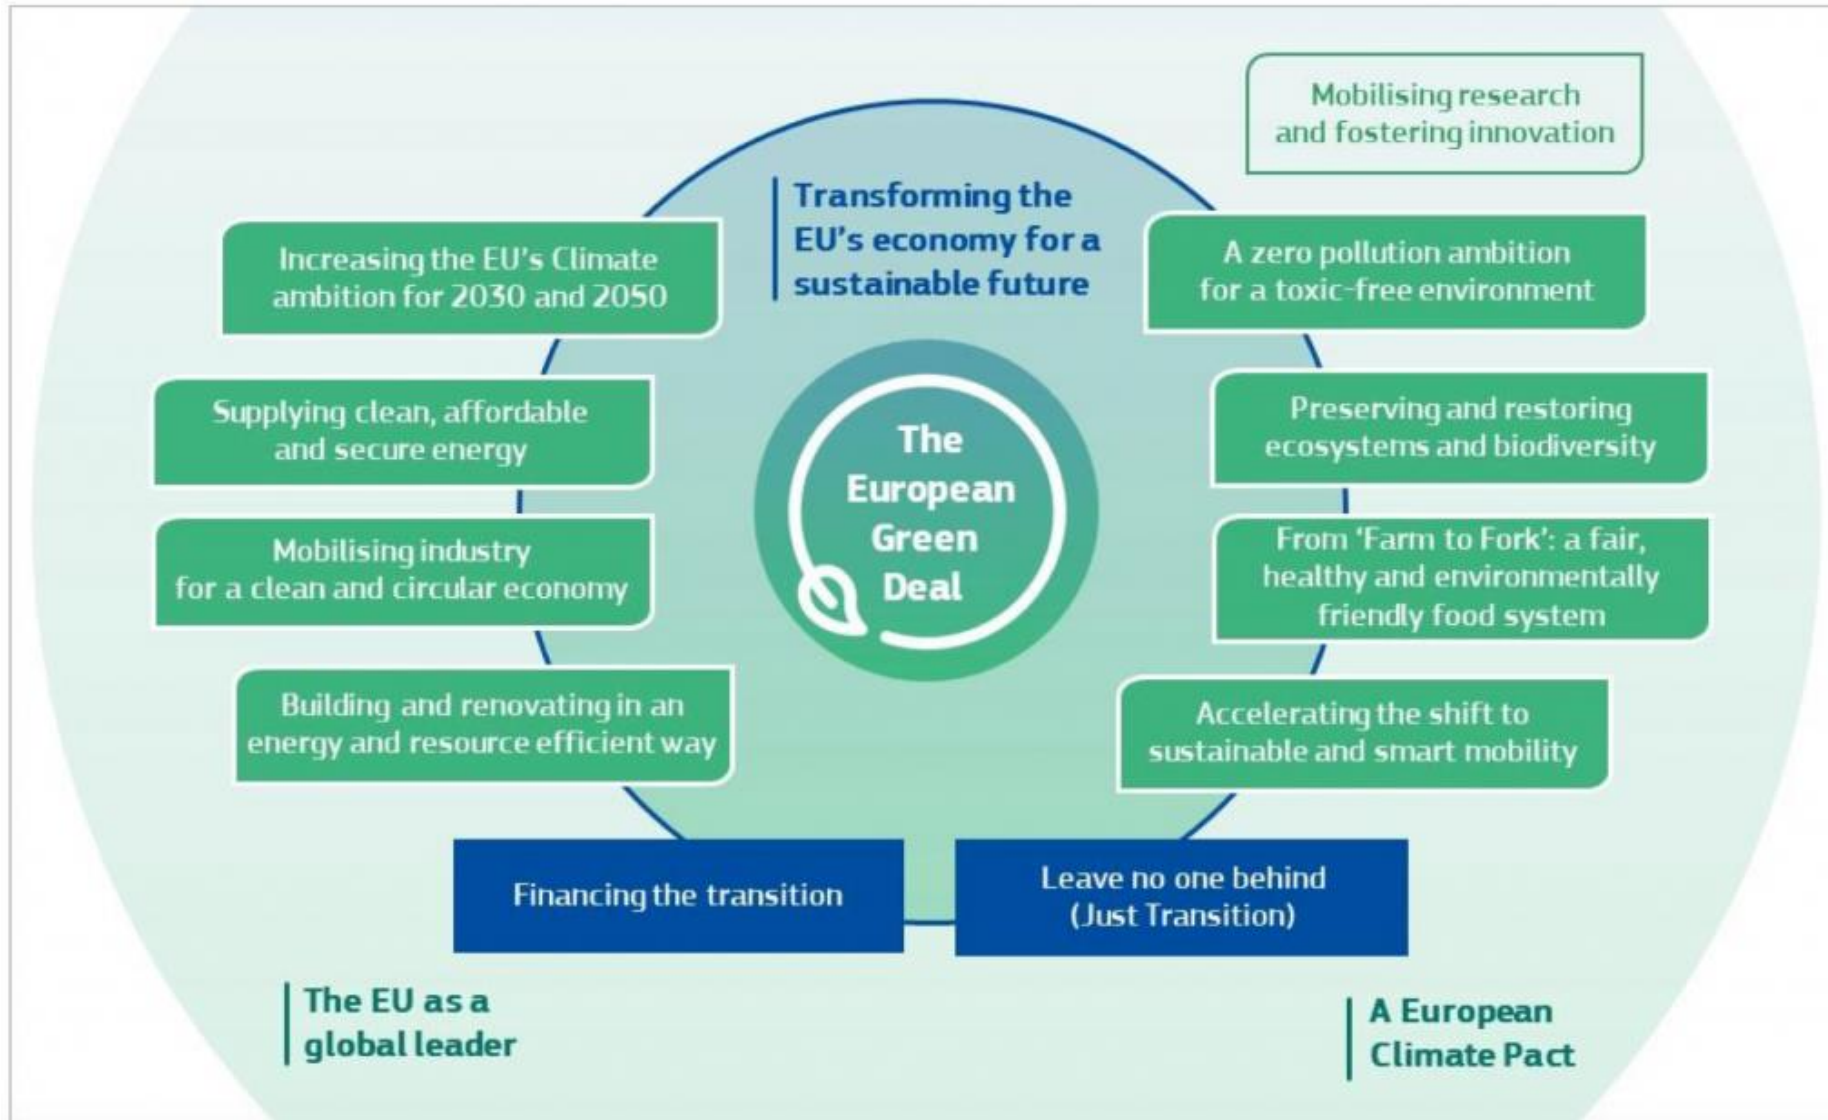 Mobilising research
and fostering innovation
Transforming the
EU's economy for a
sustainable future
Increasing the EU's Climate
ambition for 2030 and 2050
A zero pollution ambition
for a toxic-free environment
Supplying clean, affordable
and secure energy
Preserving and restoring
ecosystems and biodiversity
The
European
Green
Deal
Mobilising industry
for a clean and circular economy
From ‘Farm to Fork’: a fair,
healthy and environmentally
friendly food system
Building and renovating in an
energy and resource efficient way
Accelerating the shift to
sustainable and smart mobility
Financing the transition
Leave no one behind
(Just Transition)
The EU as a
global leader
A European
Climate Pact